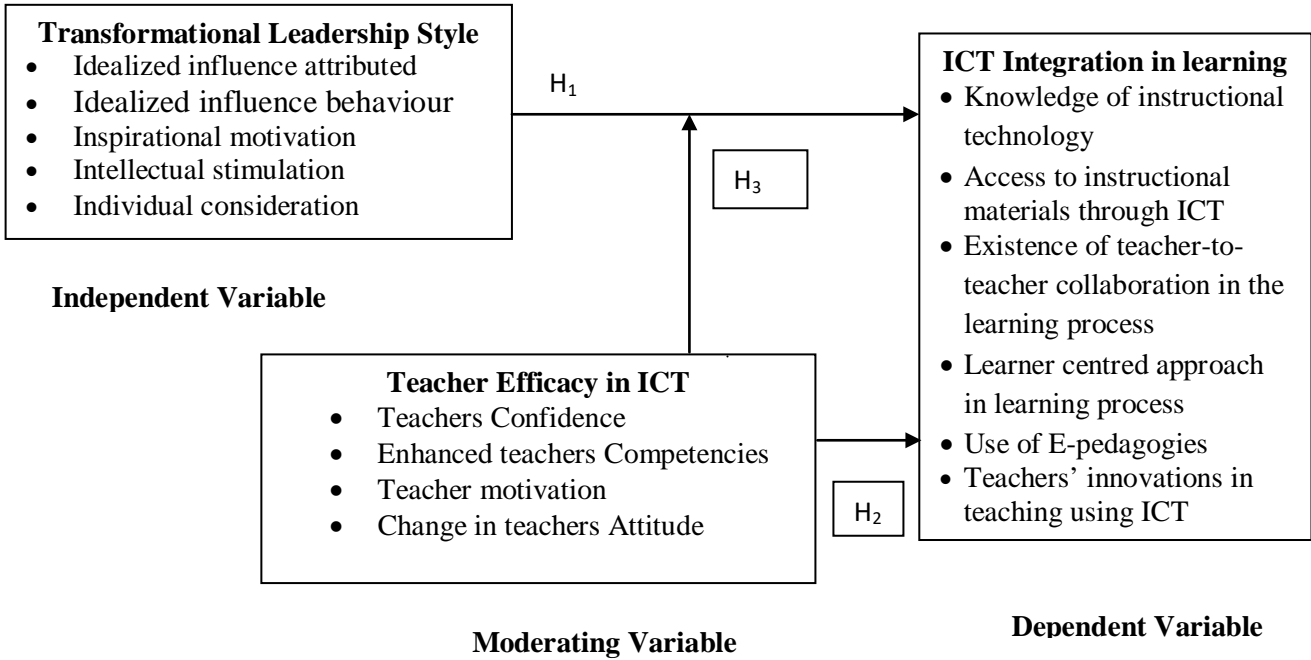 Transformational Leadership Style
• Idealized influence attributed
• Idealized influence behaviour
• Inspirational motivation
• Intellectual stimulation
• Individual consideration
Independent Variable
H1
H3
ICT Integration in learning
• Knowledge of instructional
technology
• Access to instructional
materials through ICT
• Existence of teacher-to-
teacher collaboration in the
learning process
• Learner centred approach
in learning process
• Use of E-pedagogies
• Teachers’ innovations in
teaching using ICT
Teacher Efficacy in ICT
• Teachers Confidence
• Enhanced teachers Competencies
• Teacher motivation
• Change in teachers Attitude
H2
Moderating Variable
Dependent Variable